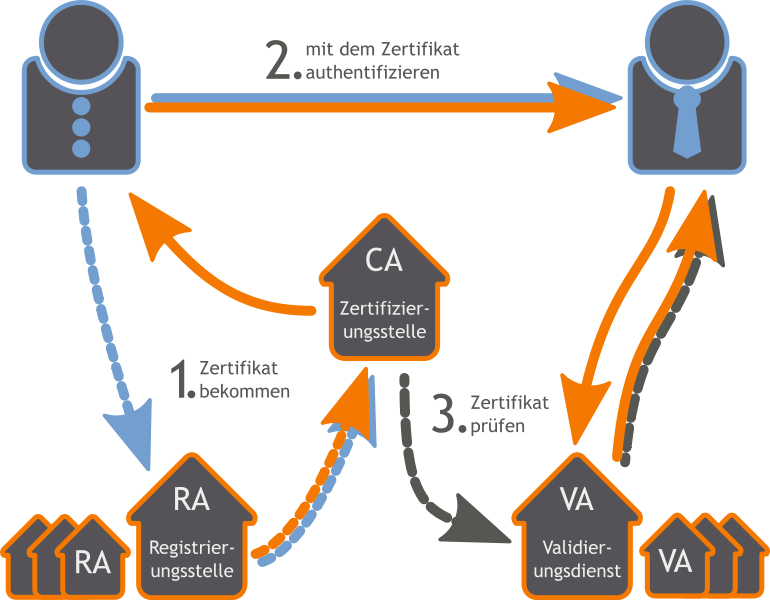 2. mit dem Zertifikat
authentifizieren
CA
Zertifizier-
ungsstelle
1. Zertifikat
bekommen
3. Zertifikat
prüfen
RA
Registrier-
ungsstelle
RA
VA
Validier-
ungsdienst
VA